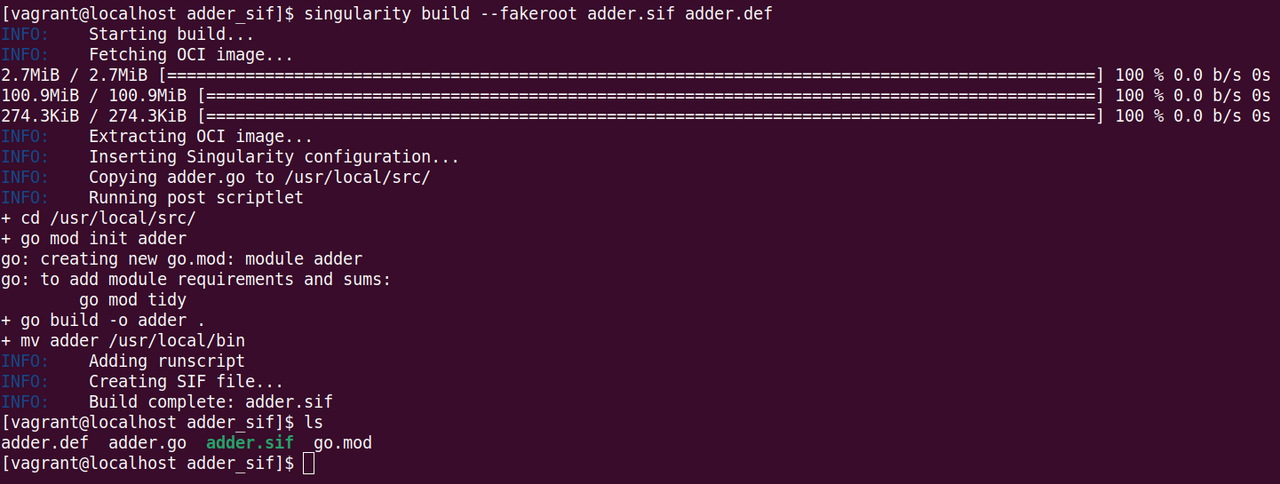 [vagrant@localhost adder_sif]$ singularity build --fakeroot adder.sif adder.def
INFO:    Starting build...
INFO:    Fetching OCI image...
2.7MiB / 2.7MiB [===============================================================================================] 100 % 0.0 b/s 0s
100.9MiB / 100.9MiB [===========================================================================================] 100 % 0.0 b/s 0s
274.3KiB / 274.3KiB [===========================================================================================] 100 % 0.0 b/s 0s
INFO:    Extracting OCI image...
INFO:    Inserting Singularity configuration...
INFO:    Copying adder.go to /usr/local/src/
INFO:    Running post scriptlet
+ cd /usr/local/src/
+ go mod init adder
go: creating new go.mod: module adder
go: to add module requirements and sums:
        go mod tidy
+ go build -o adder .
+ mv adder /usr/local/bin
INFO:    Adding runscript
INFO:    Creating SIF file...
INFO:    Build complete: adder.sif
[vagrant@localhost adder_sif]$ ls
adder.def  adder.go  adder.sif  go.mod
[vagrant@localhost adder_sif]$